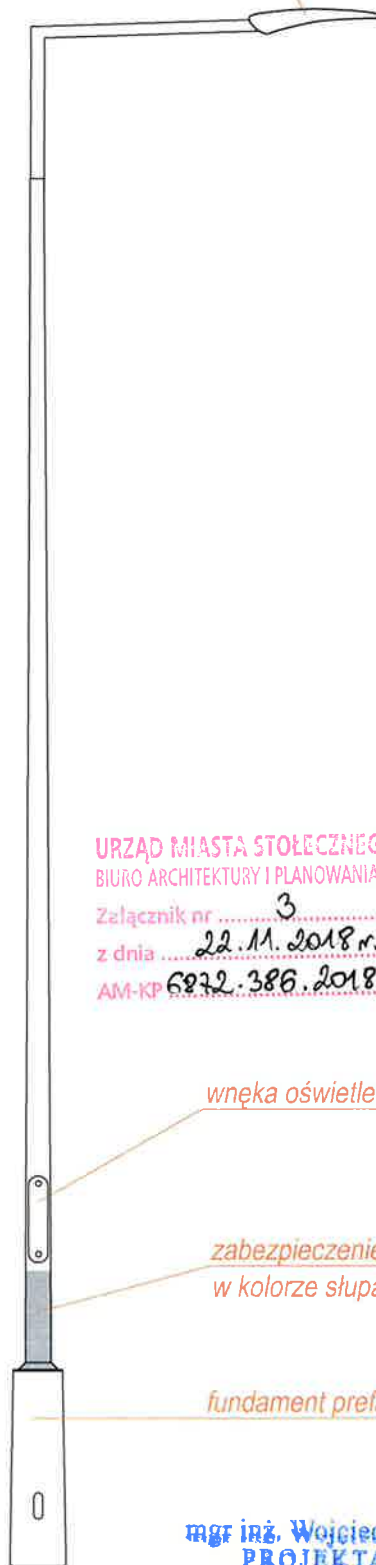 URZĄD MIASTA STOŁECZNEG
BIURO ARCHITEKTURY I PLANOWANIA
Załącznik nr ..... 3 .....
z dnia ..... 22.11.2018 r.
AM-KP 6872.386.2018
wnęka oświetle
zabezpieczenie
w kolorze słupa
fundament pref
mgr inż. Wojciec
PROJEKTA